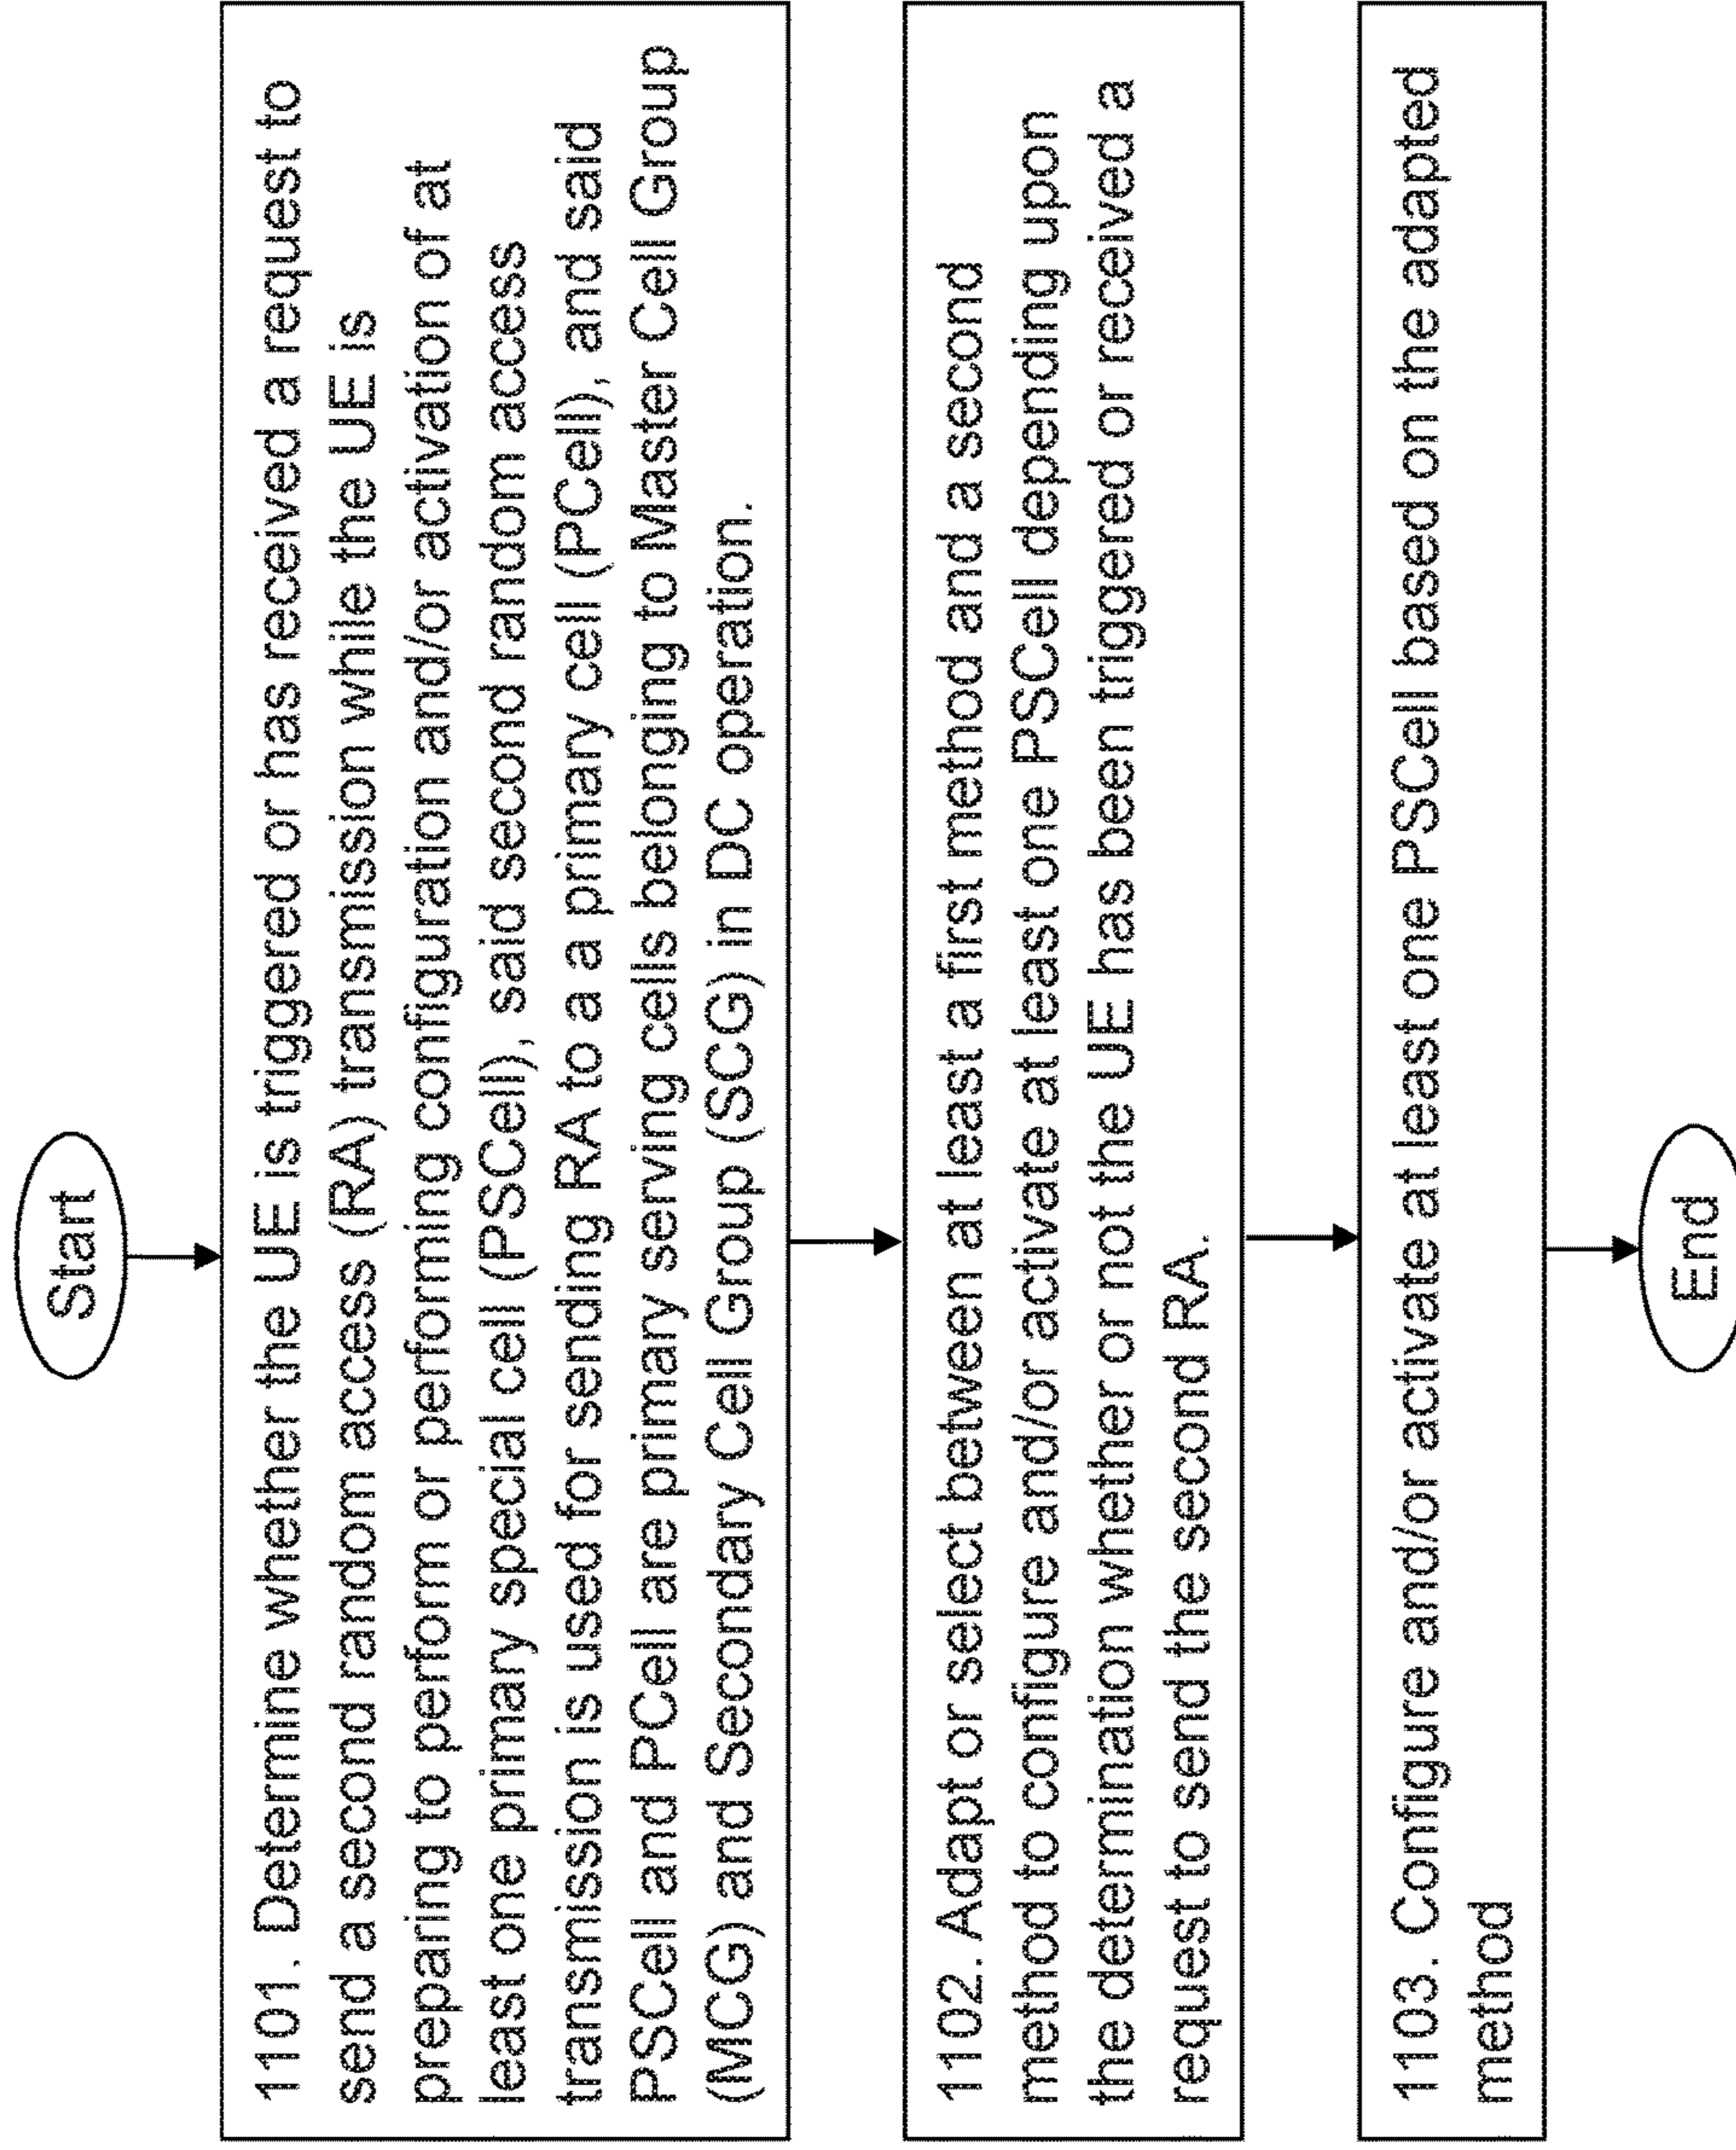 Start
1101. Determine whether the UE is triggered or has received a request to
send a second random access (RA) transmission while the UE is
preparing to perform or performing configuration and/or activation of at
least one primary special cell (PSCell), said second random access
transmission is used for sending RA to a primary cell (PCell), and said
PSCell and PCell are primary serving cells belonging to Master Cell Group
(MCG) and Secondary Cell Group (SCG) in DC operation.
1102. Adapt or select between at least a first method and a second
method to configure and/or activate at least one PSCell depending upon
the determination whether or not the UE has been triggered or received a
request to send the second RA.
1103. Configure and/or activate at least one PSCell based on the adapted
method
End